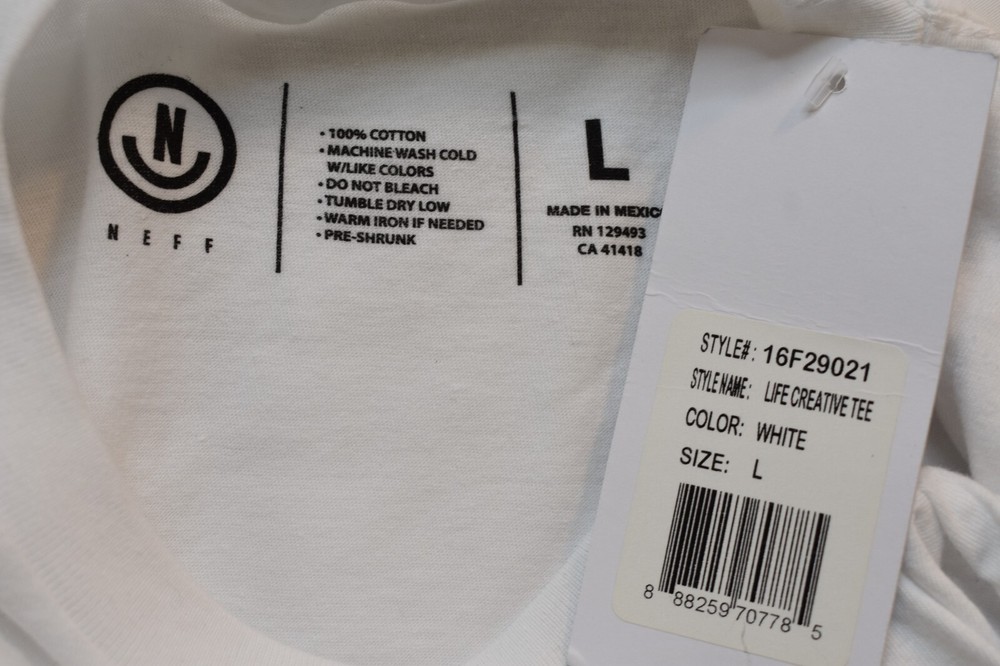 N
NEFF
• 100% COTTON
• MACHINE WASH COLD
W/LIKE COLORS
• DO NOT BLEACH
• TUMBLE DRY LOW
• WARM IRON IF NEEDED
• PRE-SHRUNK
L
MADE IN MEXIC
RN 129493
CA 41418
STYLE#: 16F29021
STYLE NAME: LIFE CREATIVE TEE
COLOR: WHITE
SIZE: L
8 88259 70778 5